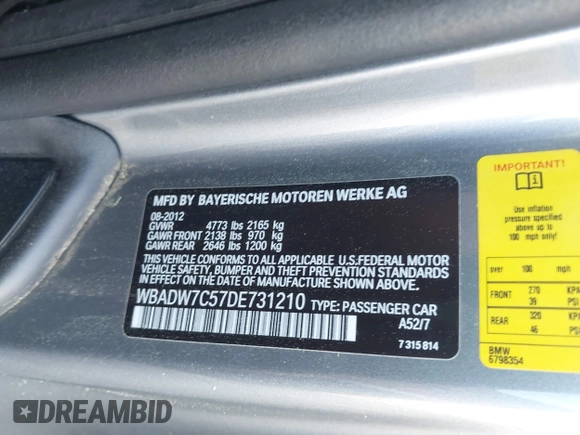 MFD BY BAYERISCHE MOTOREN WERKE AG
08-2012
GVWR 4773 lbs 2165 kg
GAWR FRONT 2138 lbs 970 kg
GAWR REAR 2646 lbs 1200 kg
THIS VEHICLE CONFORMS TO ALL APPLICABLE U.S.FEDERAL MOTOR
VEHICLE SAFETY, BUMPER AND THEFT PREVENTION STANDARDS IN
EFFECT ON THE DATE OF MANUFACTURE SHOWN ABOVE.
WBADW7C57DE731210 TYPE: PASSENGER CAR
A52/7
7 315 814
IMPORTANT!
Use inflation
pressure specified
for speeds up to
100 mph only!
over 100 mph
FRONT 270 KPA
39 PSI
REAR 320 KP
46 PSI
BMW
6798354
DREAMBID